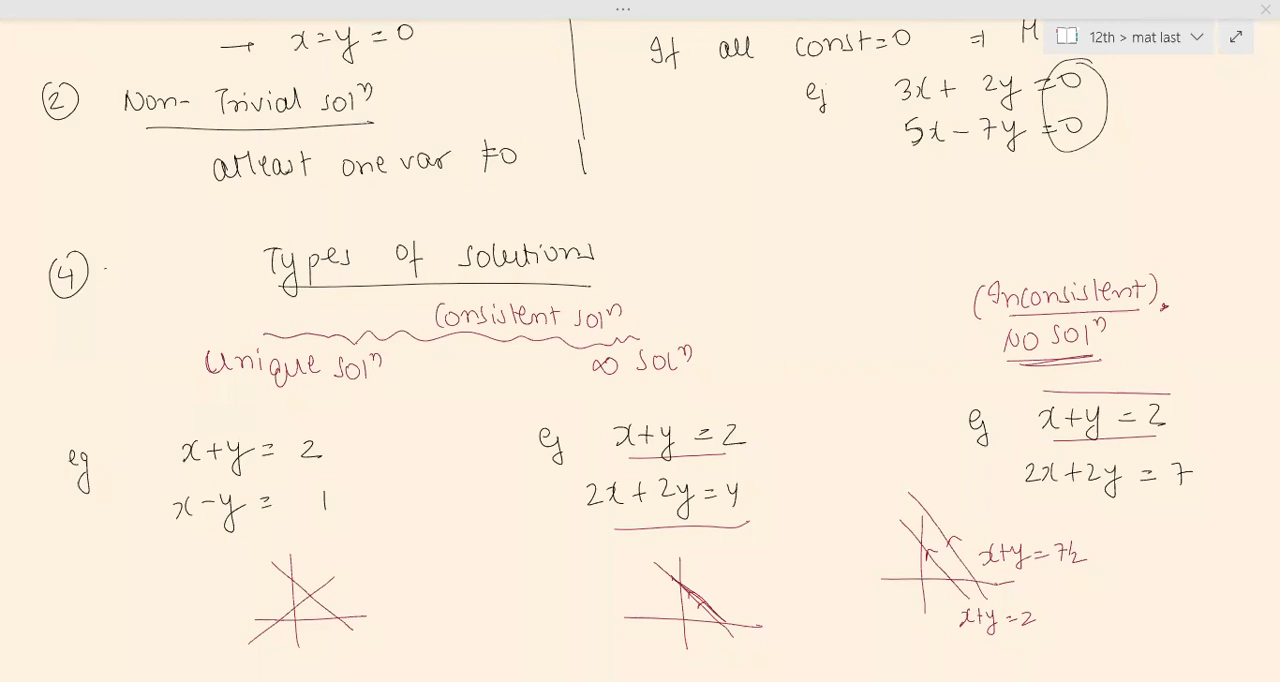 → x=y=0
② Non-Trivial solⁿ
atleast one var ≠0
If all const=0 ⇒ H
eg 3x + 2y =0
5x - 7y =0
12th > mat last
④ Types of solutions
Consistent solⁿ
Unique solⁿ
∞ solⁿ
(Inconsistent).
NO Solⁿ
eg x+y = 2
x-y = 1
eg x+y = 2
2x + 2y = 4
eg x+y = 2
2x+2y = 7
x+y = 7/2
x+y = 2